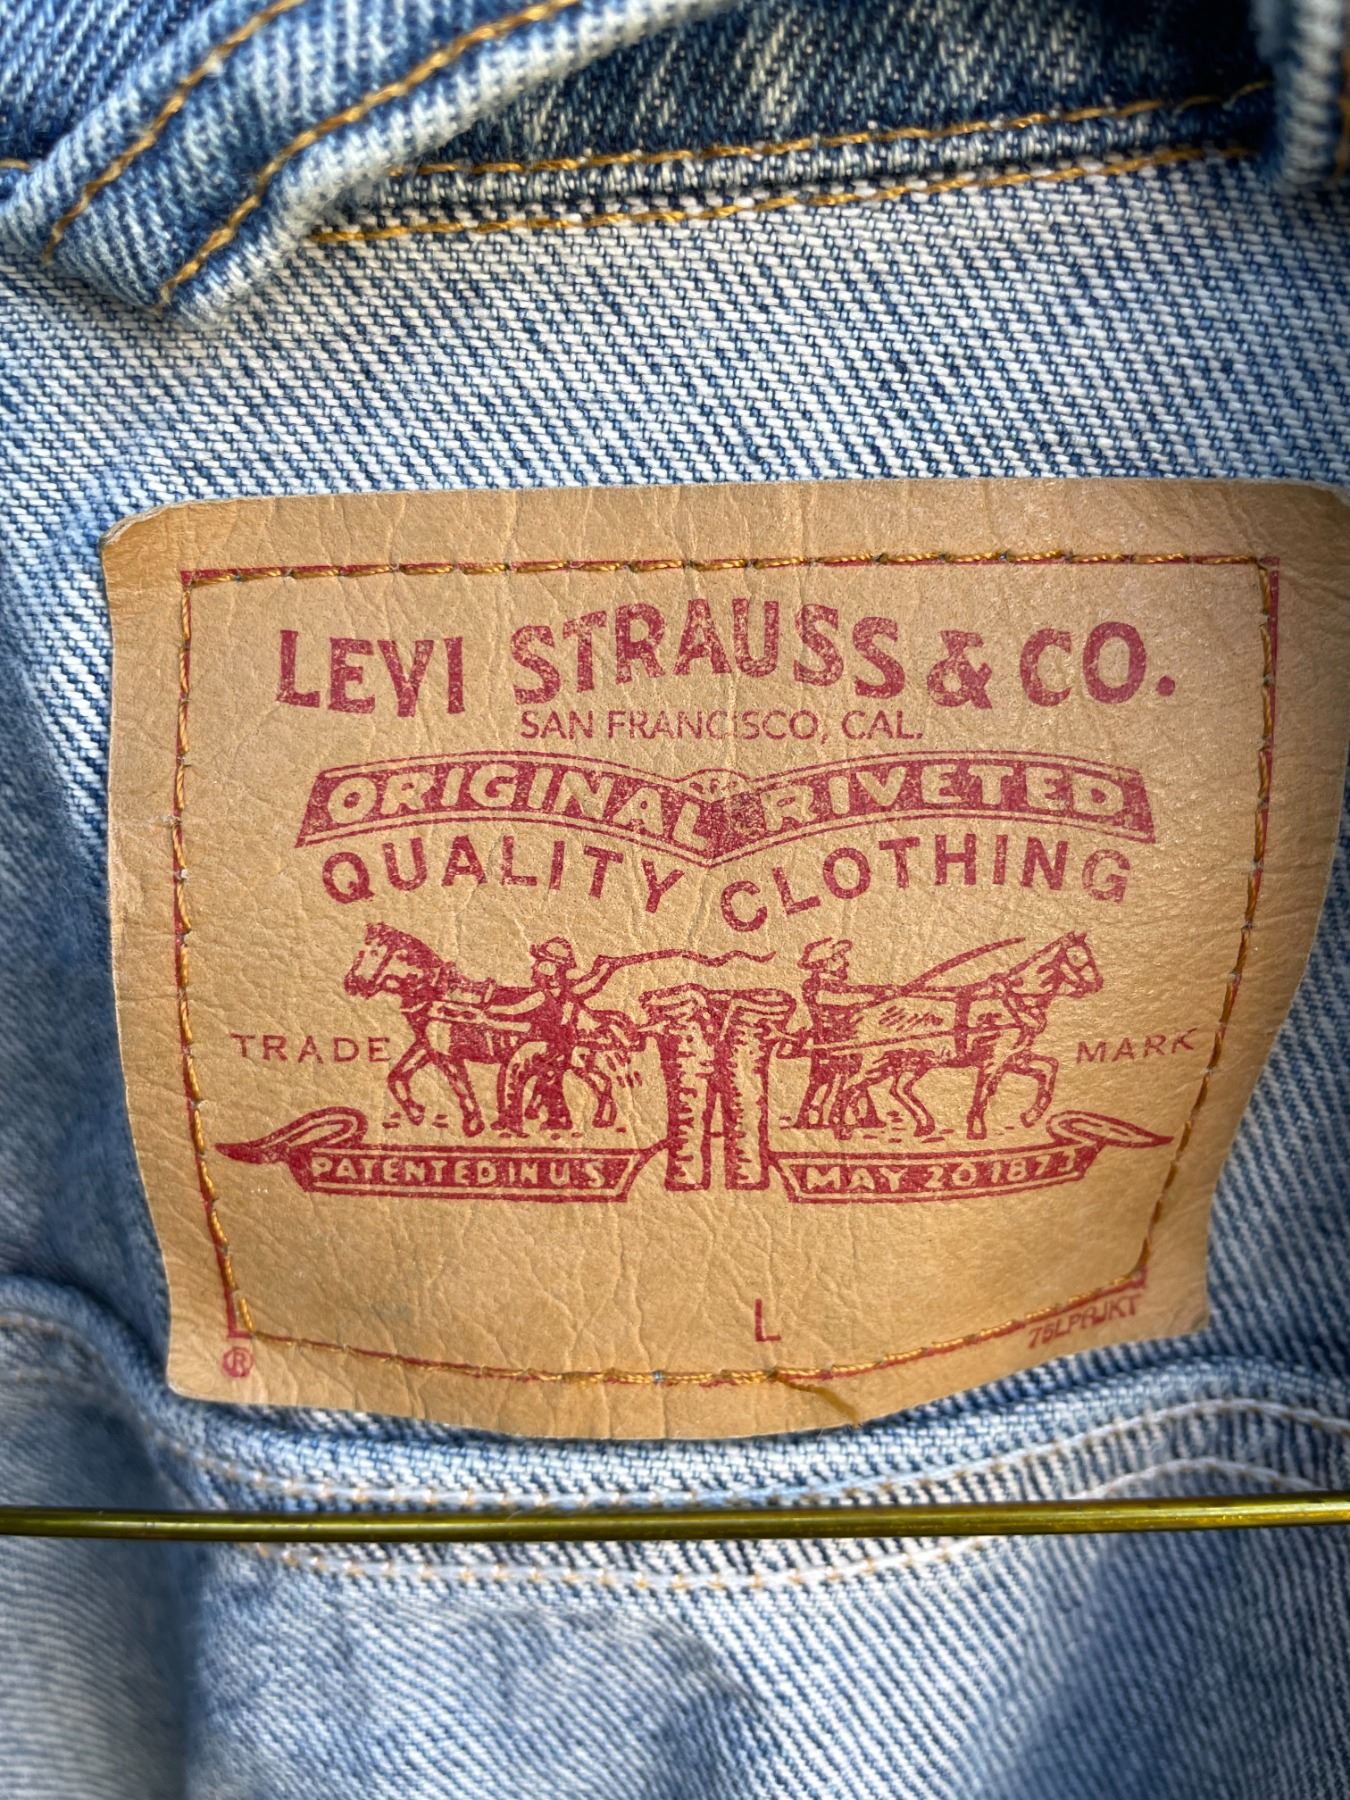 LEVI STRAUSS & CO.
SAN FRANCISCO, CAL.
ORIGINAL RIVETED
QUALITY CLOTHING
TRADE MARK
PATENTED IN U.S. MAY 20 1873
L
®